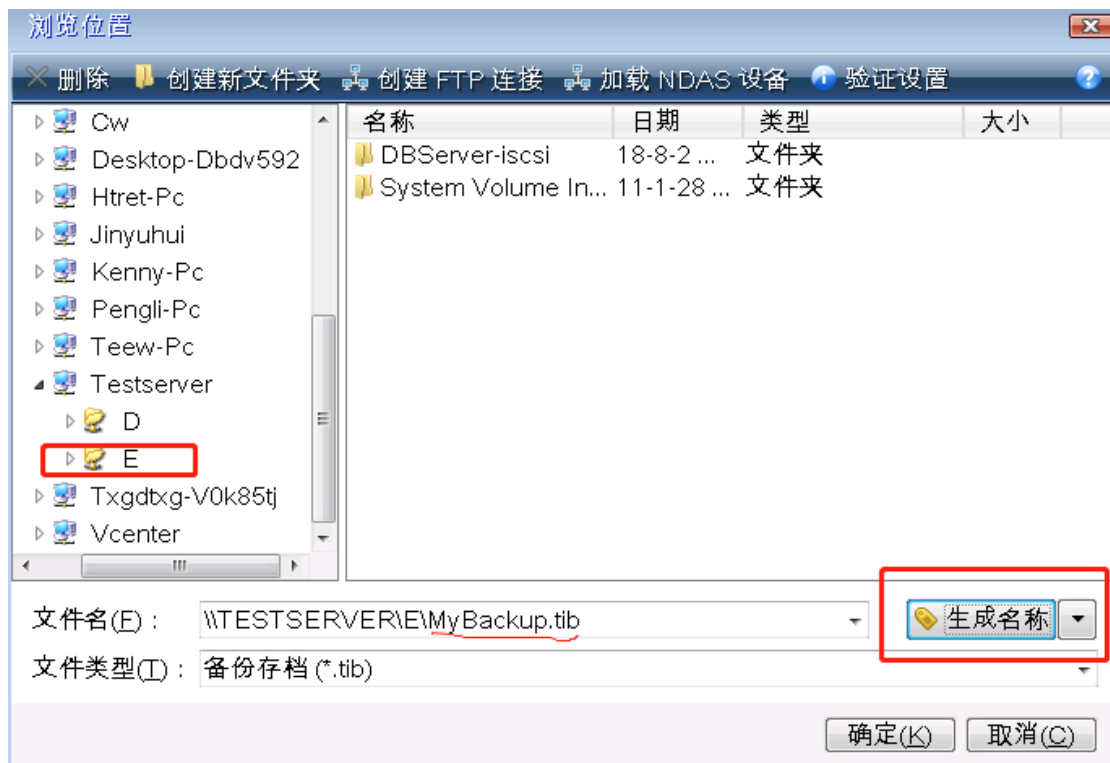 浏览位置
删除 创建新文件夹 创建 FTP 连接 加载 NDAS 设备 验证设置
Cw
Desktop-Dbdv592
Htret-Pc
Jinyuhui
Kenny-Pc
Pengli-Pc
Teew-Pc
Testserver
D
E
Txgdtxg-V0k85tj
Vcenter
名称 日期 类型 大小
DBServer-iscsi 18-8-2 ... 文件夹
System Volume In... 11-1-28 ... 文件夹
文件名(F)： \\TESTSERVER\E\MyBackup.tib 生成名称
文件类型(T)： 备份存档 (*.tib)
确定(K) 取消(C)